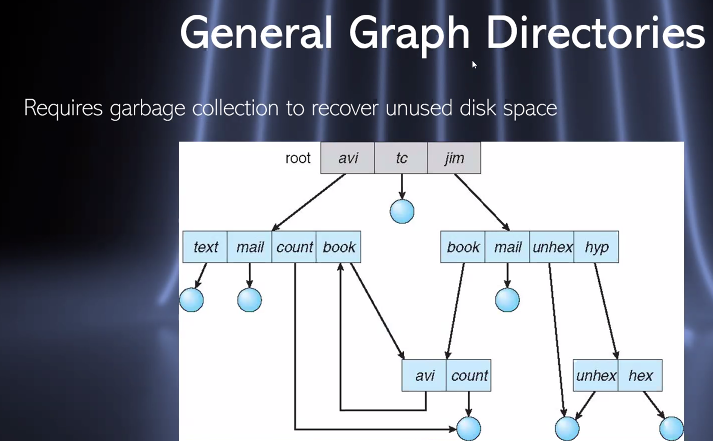 General Graph Directories
Requires garbage collection to recover unused disk space
root avi tc jim
text mail count book book mail unhex hyp
avi count unhex hex